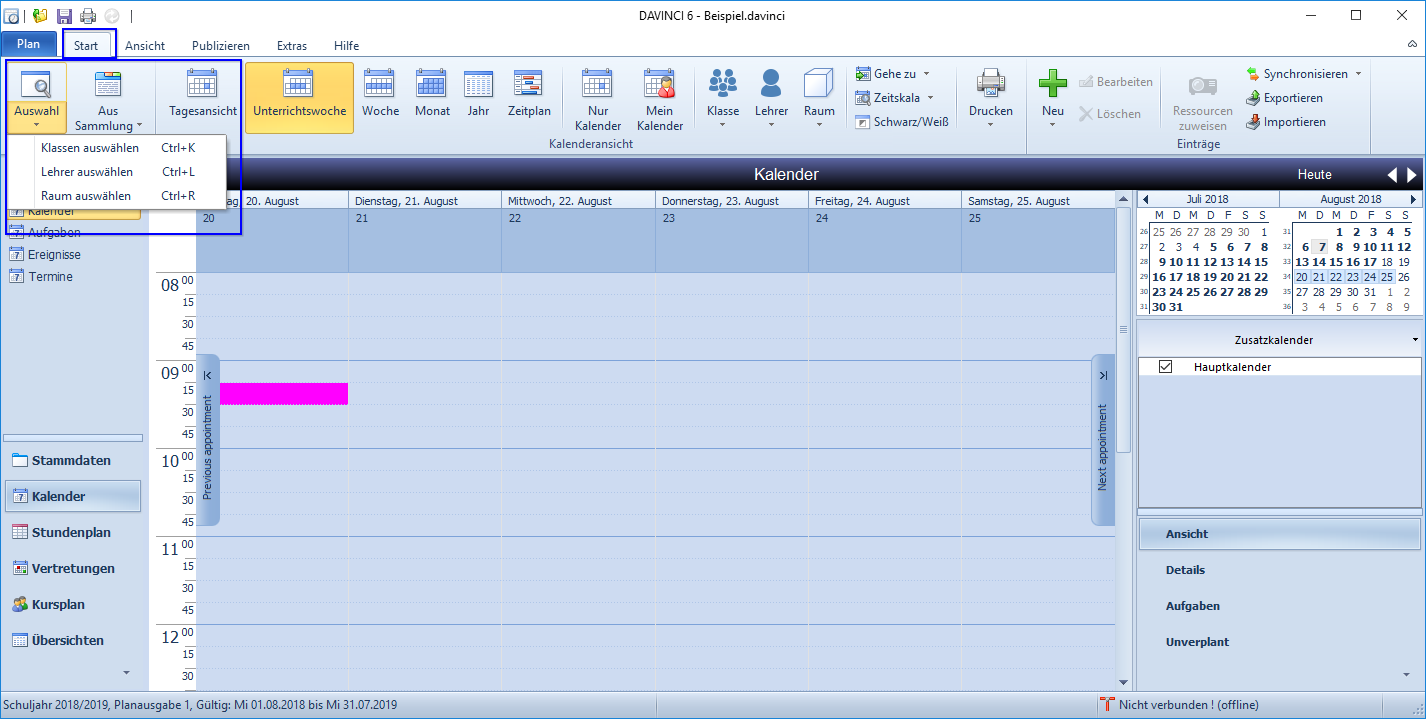 DAVINCI 6 - Beispiel.davinci
Plan Start Ansicht Publizieren Extras Hilfe
Auswahl
Aus Sammlung
Tagesansicht
Unterrichtswoche
Woche
Monat
Jahr
Zeitplan
Nur Kalender
Mein Kalender
Klasse
Lehrer
Raum
Gehe zu
Zeitskala
Schwarz/Weiß
Drucken
Kalenderansicht
Neu
Bearbeiten
Löschen
Ressourcen zuweisen
Synchronisieren
Exportieren
Importieren
Einträge
Klassen auswählen Ctrl+K
Lehrer auswählen Ctrl+L
Raum auswählen Ctrl+R
Kalender
Aufgaben
Ereignisse
Termine
Stammdaten
Kalender
Stundenplan
Vertretungen
Kursplan
Übersichten
Kalender
Heute
ag, 20. August Dienstag, 21. August Mittwoch, 22. August Donnerstag, 23. August Freitag, 24. August Samstag, 25. August
20 21 22 23 24 25
08 00
15
30
45
09 00
15
30
45
10 00
15
30
45
11 00
15
30
45
12 00
15
30
Previous appointment
Next appointment
Juli 2018
M D M D F S S
26 25 26 27 28 29 30 1
27 2 3 4 5 6 7 8
28 9 10 11 12 13 14 15
29 16 17 18 19 20 21 22
30 23 24 25 26 27 28 29
31 30 31
August 2018
M D M D F S S
31 1 2 3 4 5
32 6 7 8 9 10 11 12
33 13 14 15 16 17 18 19
34 20 21 22 23 24 25 26
35 27 28 29 30 31 1 2
36 3 4 5 6 7 8 9
Zusatzkalender
Hauptkalender
Ansicht
Details
Aufgaben
Unverplant
Schuljahr 2018/2019, Planausgabe 1, Gültig: Mi 01.08.2018 bis Mi 31.07.2019
Nicht verbunden ! (offline)